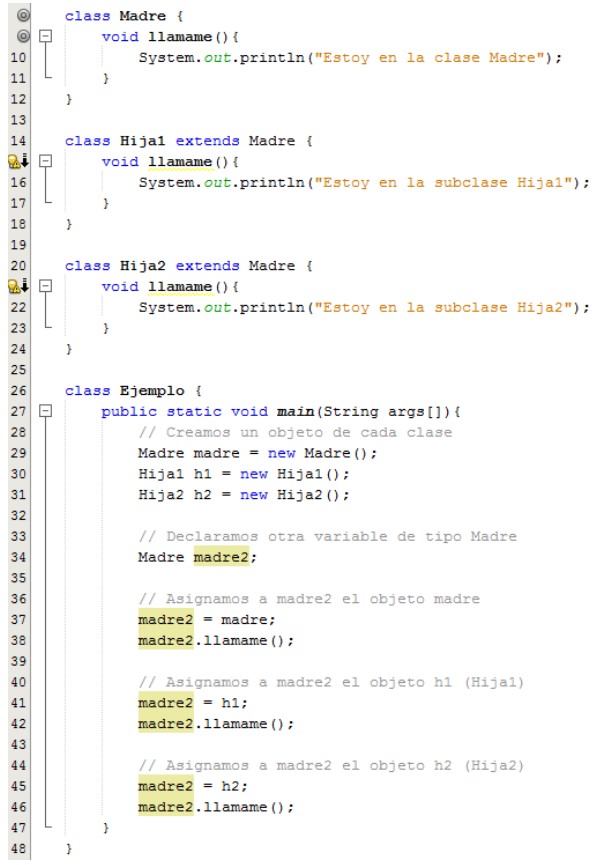 class Madre {
void llamame(){
10 System.out.println("Estoy en la clase Madre");
11 }
12 }
13
14 class Hija1 extends Madre {
void llamame(){
16 System.out.println("Estoy en la subclase Hija1");
17 }
18 }
19
20 class Hija2 extends Madre {
void llamame(){
22 System.out.println("Estoy en la subclase Hija2");
23 }
24 }
25
26 class Ejemplo {
27 public static void main(String args[]){
28 // Creamos un objeto de cada clase
29 Madre madre = new Madre();
30 Hija1 h1 = new Hija1();
31 Hija2 h2 = new Hija2();
32
33 // Declaramos otra variable de tipo Madre
34 Madre madre2;
35
36 // Asignamos a madre2 el objeto madre
37 madre2 = madre;
38 madre2.llamame();
39
40 // Asignamos a madre2 el objeto h1 (Hija1)
41 madre2 = h1;
42 madre2.llamame();
43
44 // Asignamos a madre2 el objeto h2 (Hija2)
45 madre2 = h2;
46 madre2.llamame();
47 }
48 }